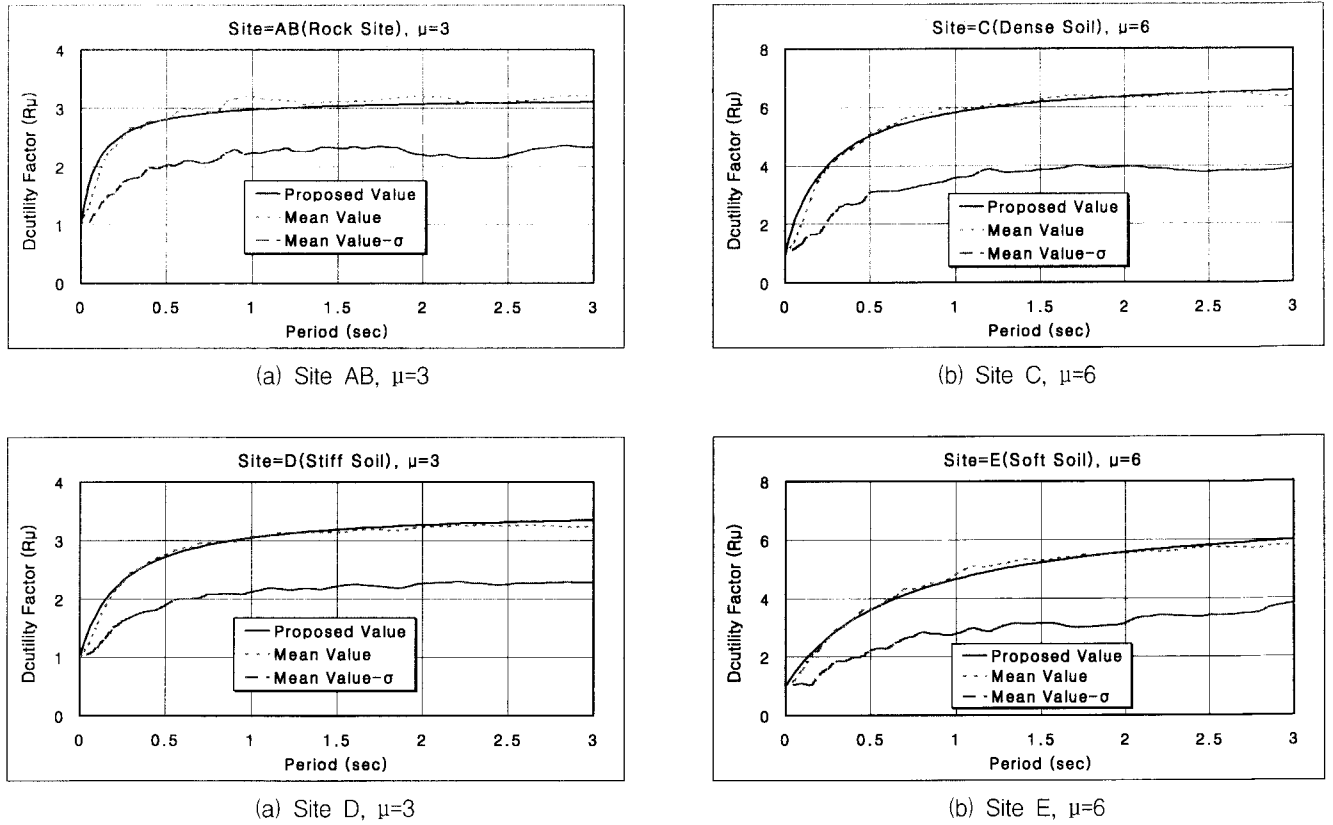 Site=AB(Rock Site), μ=3
Dcutility Factor (Rμ)
4
3
2
1
0
Proposed Value
Mean Value
Mean Value-σ
0 0.5 1 1.5 2 2.5 3
Period (sec)
(a) Site AB, μ=3
Site=C(Dense Soil), μ=6
Dcutility Factor (Rμ)
8
6
4
2
0
Proposed Value
Mean Value
Mean Value-σ
0 0.5 1 1.5 2 2.5 3
Period (sec)
(b) Site C, μ=6
Site=D(Stiff Soil), μ=3
Dcutility Factor (Rμ)
4
3
2
1
0
Proposed Value
Mean Value
Mean Value-σ
0 0.5 1 1.5 2 2.5 3
Period (sec)
(a) Site D, μ=3
Site=E(Soft Soil), μ=6
Dcutility Factor (Rμ)
8
6
4
2
0
Proposed Value
Mean Value
Mean Value-σ
0 0.5 1 1.5 2 2.5 3
Period (sec)
(b) Site E, μ=6